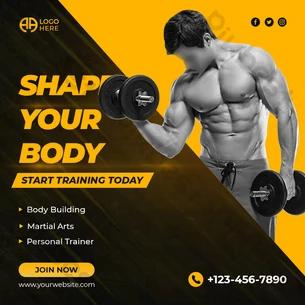 LOGO
HERE
SHAPE
YOUR
BODY
START TRAINING TODAY
Body Building
Martial Arts
Personal Trainer
JOIN NOW
www.yourwebsite.com
+123-456-7890